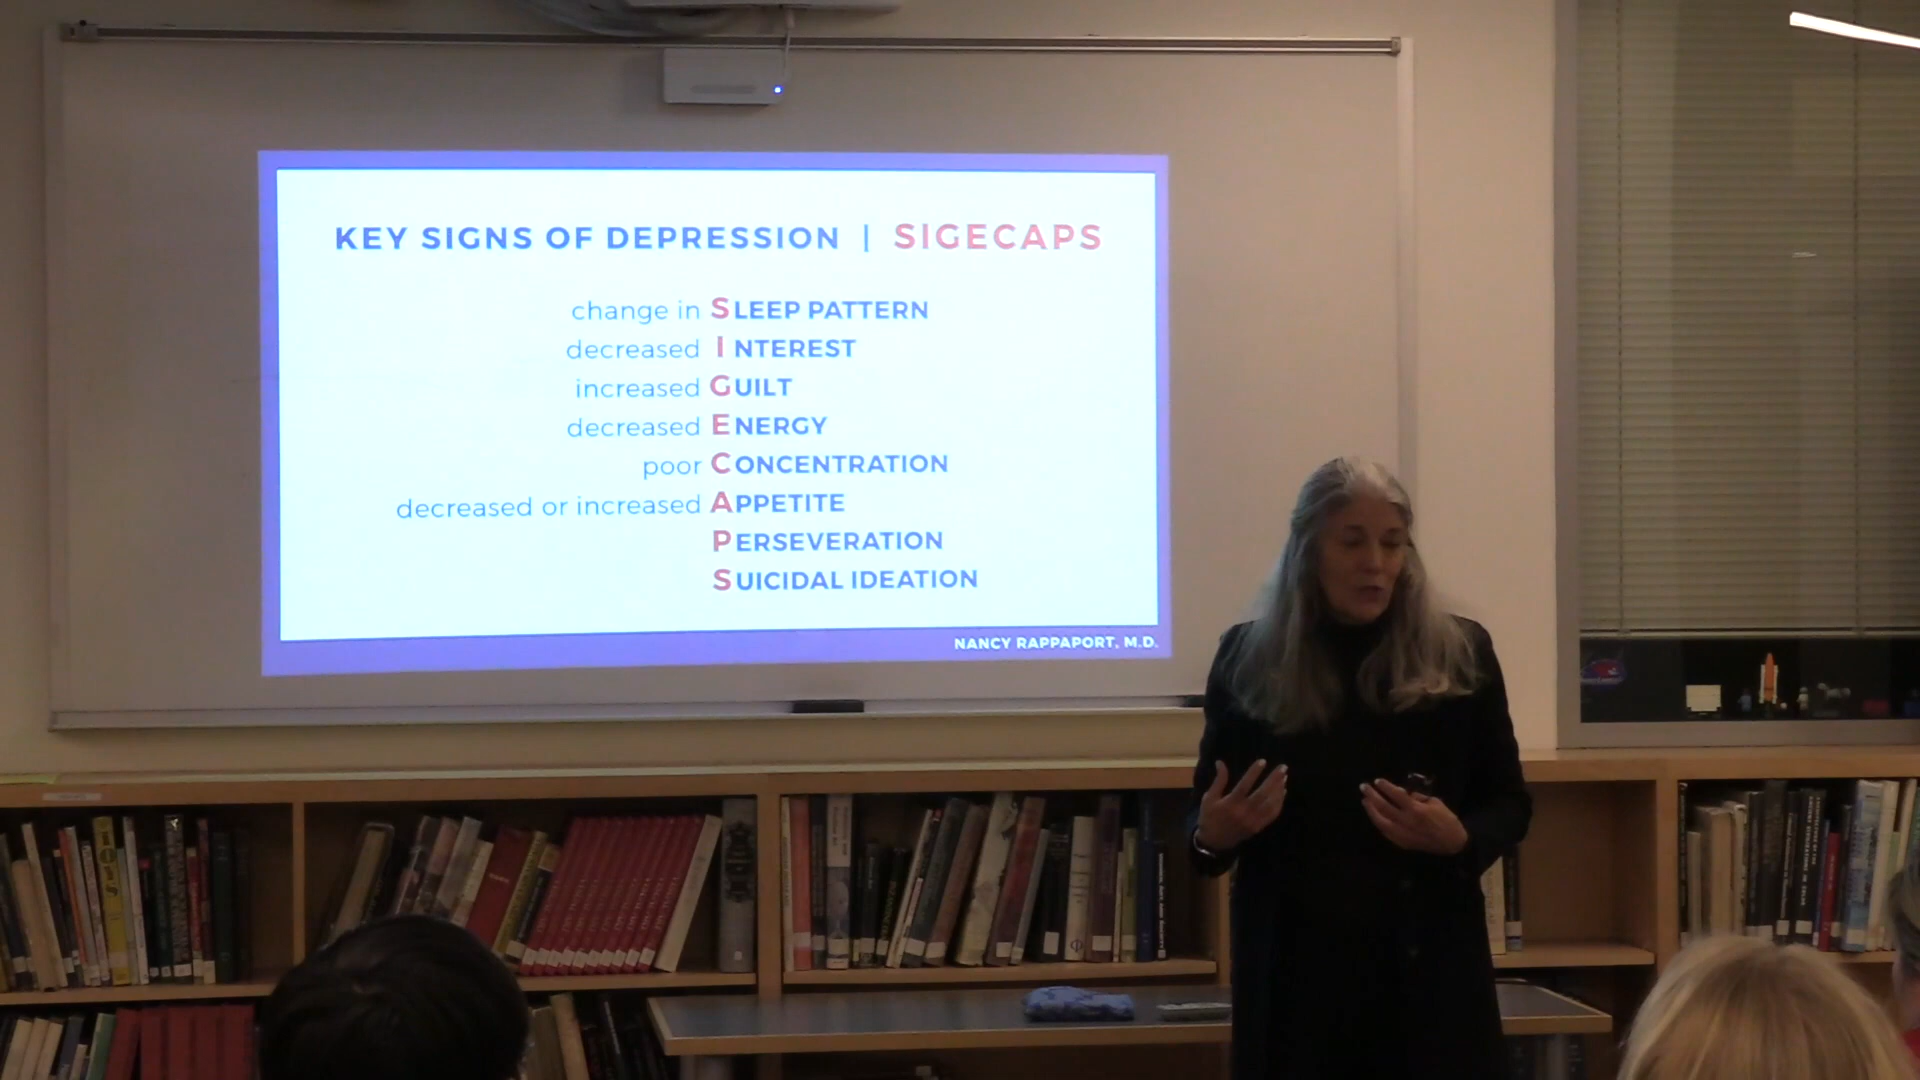 KEY SIGNS OF DEPRESSION | SIGECAPS
change in SLEEP PATTERN
decreased INTEREST
increased GUILT
decreased ENERGY
poor CONCENTRATION
decreased or increased APPETITE
PERSEVERATION
SUICIDAL IDEATION
NANCY RAPPAPORT, M.D.